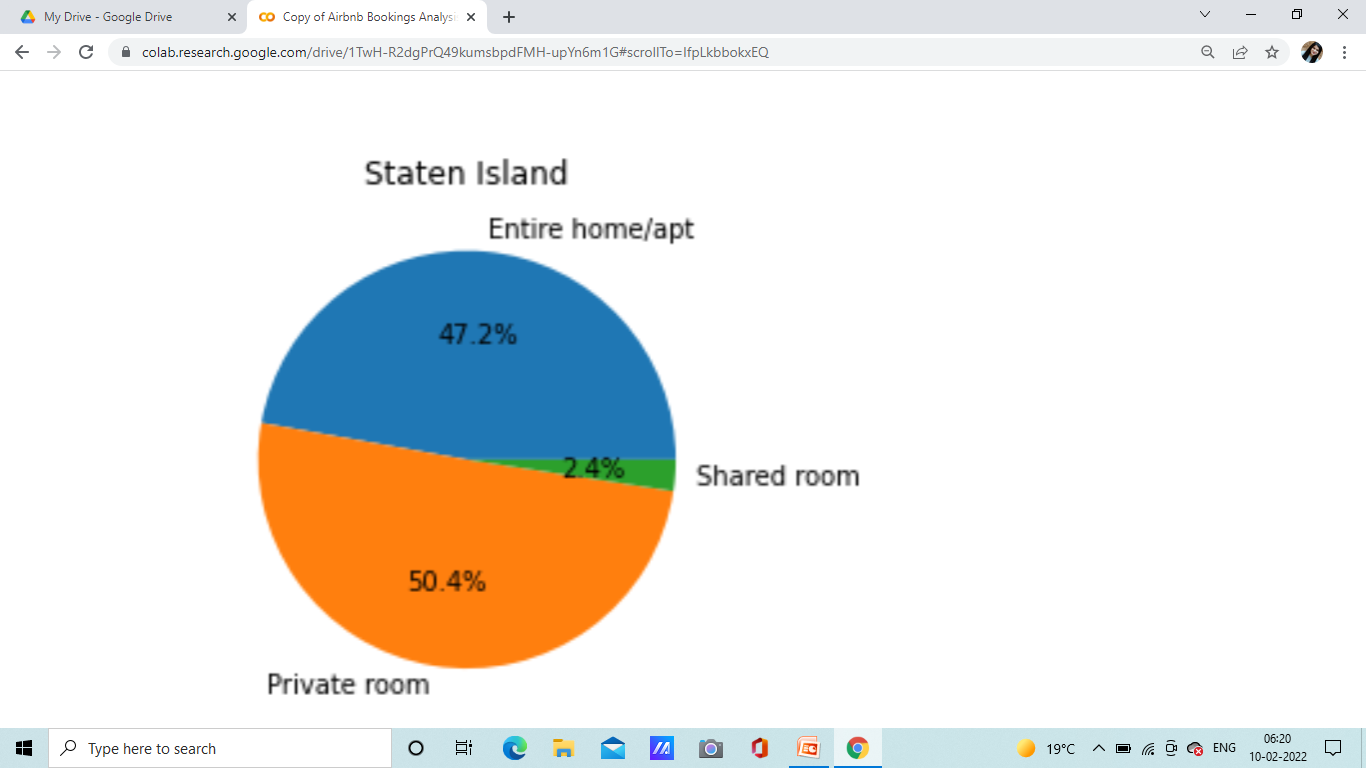 My Drive - Google Drive
Copy of Airbnb Bookings Analysis
colab.research.google.com/drive/1TwH-R2dgPrQ49kumsbpdFMH-upYn6m1G#scrollTo=IfpLkbbokxEQ
Staten Island
Entire home/apt
47.2%
2.4%
Shared room
50.4%
Private room
Type here to search
19°C
ENG
06:20
10-02-2022